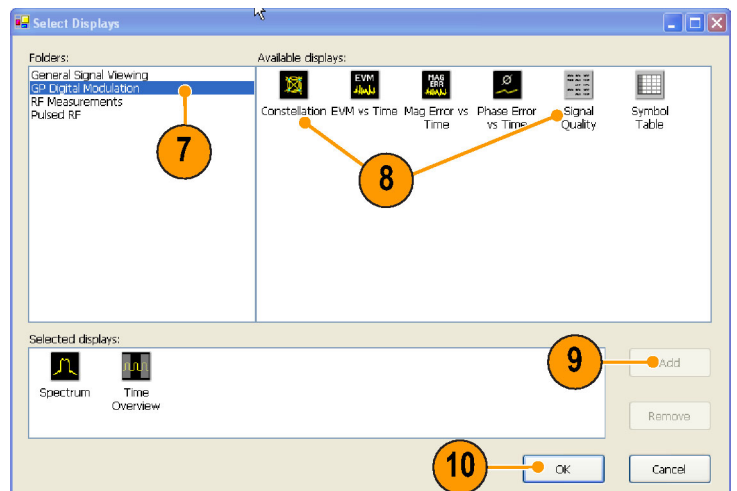 Select Displays
Folders:
General Signal Viewing
GP Digital Modulation
RF Measurements
Pulsed RF
7
Available displays:
EVM
MAG
ERR
Constellation
EVM vs Time
Mag Error vs
Time
Phase Error
vs Time
Signal
Quality
Symbol
Table
8
Selected displays:
Spectrum
Time
Overview
9
Add
Remove
10
OK
Cancel